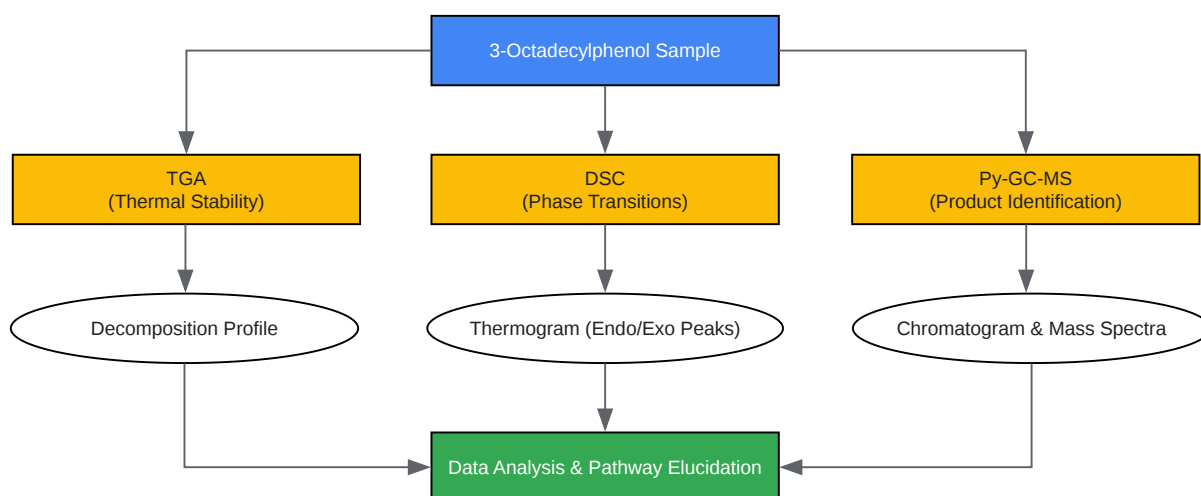 3-Octadecylphenol Sample
TGA
(Thermal Stability)
DSC
(Phase Transitions)
Py-GC-MS
(Product Identification)
Decomposition Profile
Thermogram (Endo/Exo Peaks)
Chromatogram & Mass Spectra
Data Analysis & Pathway Elucidation